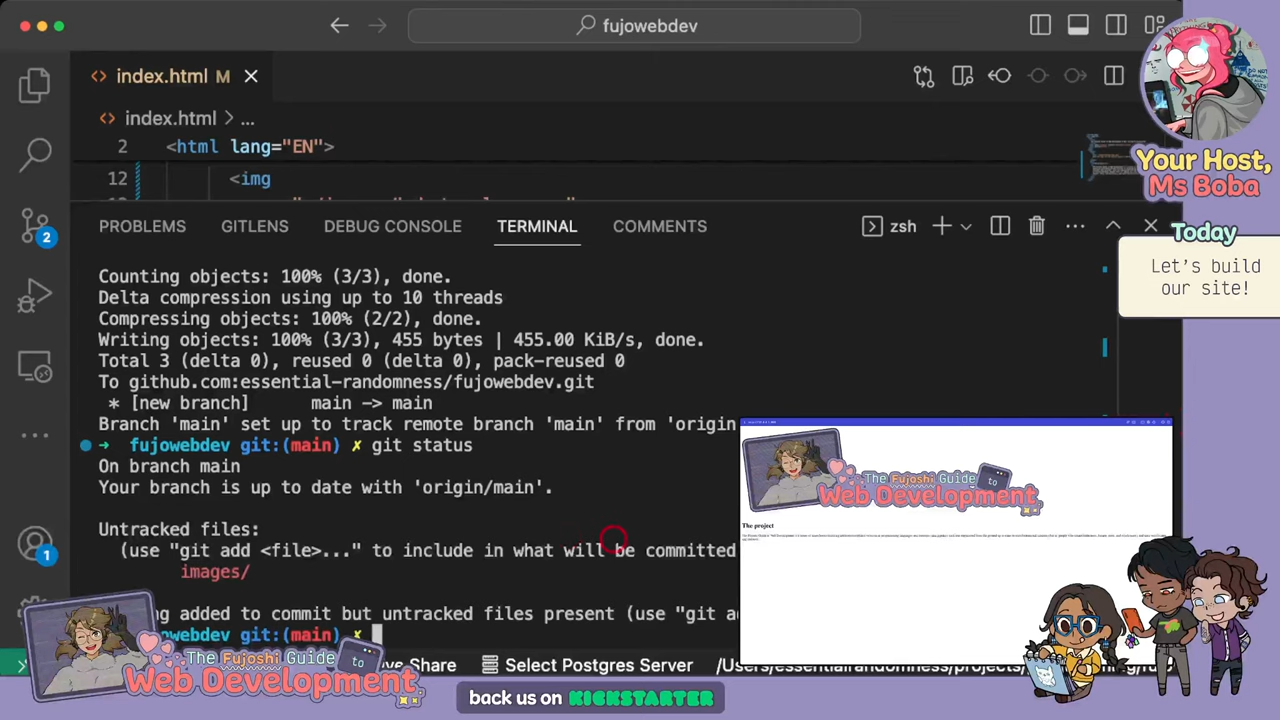 fujowebdev
index.html M
index.html > ...
2 <html lang="EN">
12 <img
Your Host,
Ms Boba
Today
Let's build
our site!
PROBLEMS GITLENS DEBUG CONSOLE TERMINAL COMMENTS zsh
Counting objects: 100% (3/3), done.
Delta compression using up to 10 threads
Compressing objects: 100% (2/2), done.
Writing objects: 100% (3/3), 455 bytes | 455.00 KiB/s, done.
Total 3 (delta 0), reused 0 (delta 0), pack-reused 0
To github.com:essential-randomness/fujowebdev.git
* [new branch] main -> main
Branch 'main' set up to track remote branch 'main' from 'origin
➜ fujowebdev git:(main) ✗ git status
On branch main
Your branch is up to date with 'origin/main'.
Untracked files:
(use "git add <file>..." to include in what will be committed
images/
added to commit but untracked files present (use "git
git:(main) ✗
2
1
The Fujoshi Guide
to
Web Development
The project
Share Select Postgres Server
The Fujoshi Guide
to
Web Development
back us on KICKSTARTER